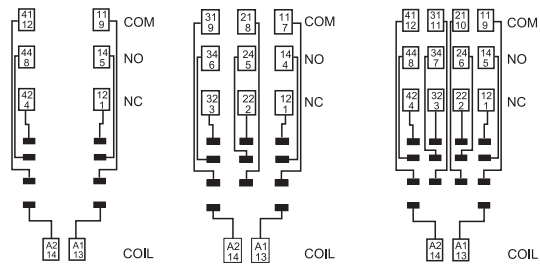 41 11 31 21 11 41 31 21 11
12 9 COM 9 8 7 COM 12 11 10 9 COM
44 14 34 24 14 44 34 24 14
8 5 NO 6 5 4 NO 8 7 6 5 NO
42 12 32 22 12 42 32 22 12
4 1 NC 3 2 1 NC 4 3 2 1 NC
A2 A1 A2 A1 A2 A1
14 13 COIL 14 13 COIL 14 13 COIL